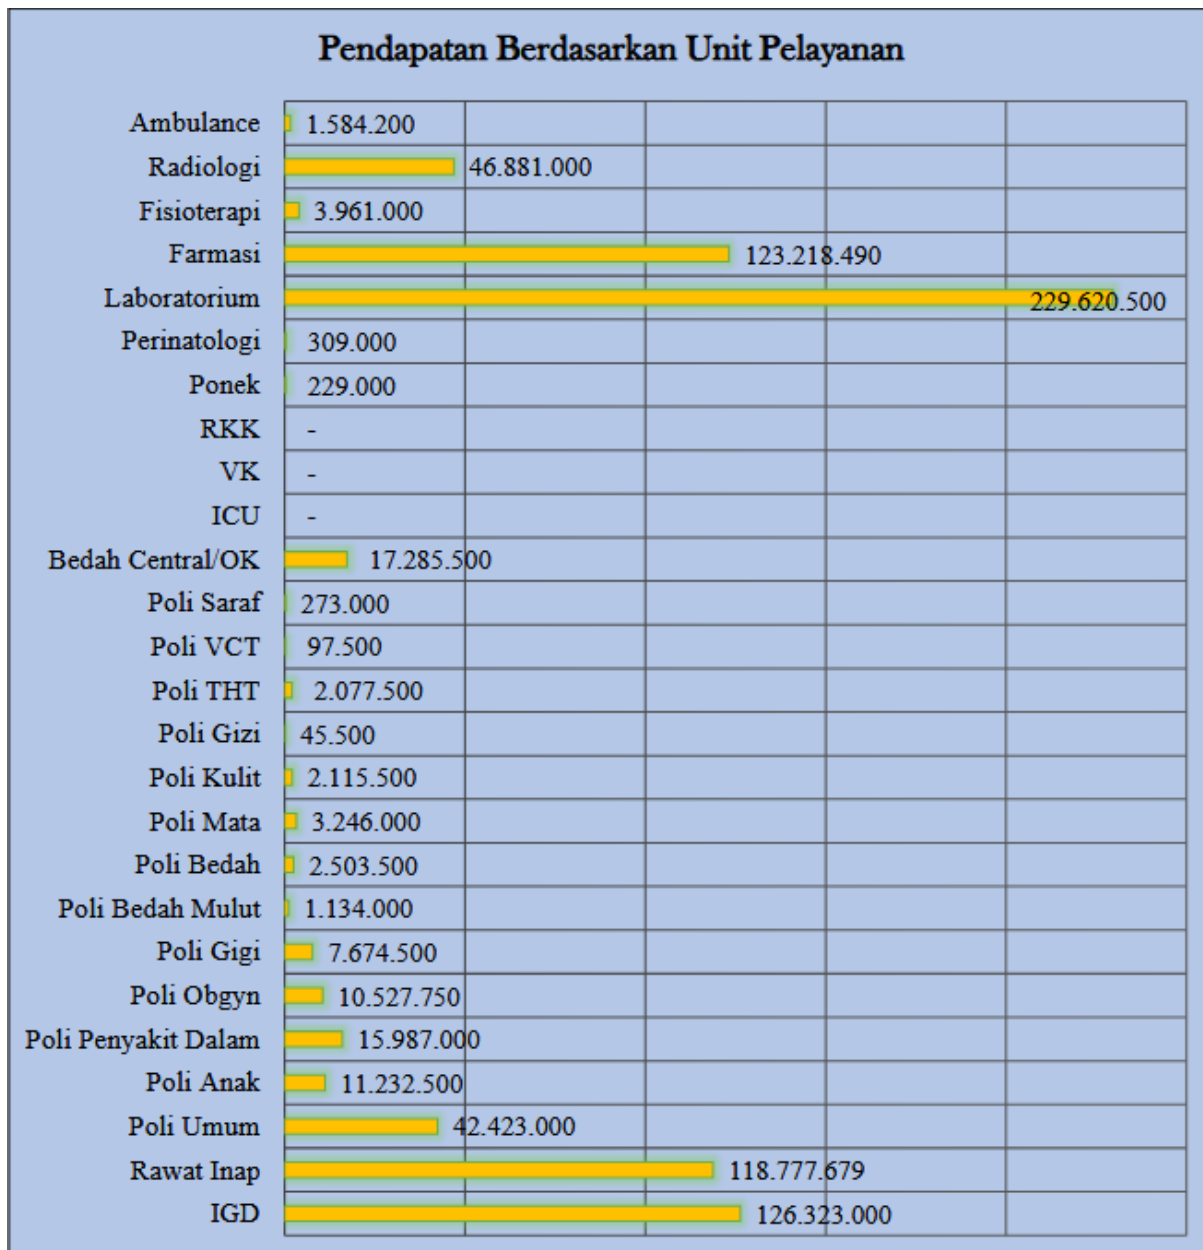 Pendapatan Berdasarkan Unit Pelayanan
Ambulance 1.584.200
Radiologi 46.881.000
Fisioterapi 3.961.000
Farmasi 123.218.490
Laboratorium 229.620.500
Perinatologi 309.000
Ponek 229.000
RKK -
VK -
ICU -
Bedah Central/OK 17.285.500
Poli Saraf 273.000
Poli VCT 97.500
Poli THT 2.077.500
Poli Gizi 45.500
Poli Kulit 2.115.500
Poli Mata 3.246.000
Poli Bedah 2.503.500
Poli Bedah Mulut 1.134.000
Poli Gigi 7.674.500
Poli Obgyn 10.527.750
Poli Penyakit Dalam 15.987.000
Poli Anak 11.232.500
Poli Umum 42.423.000
Rawat Inap 118.777.679
IGD 126.323.000